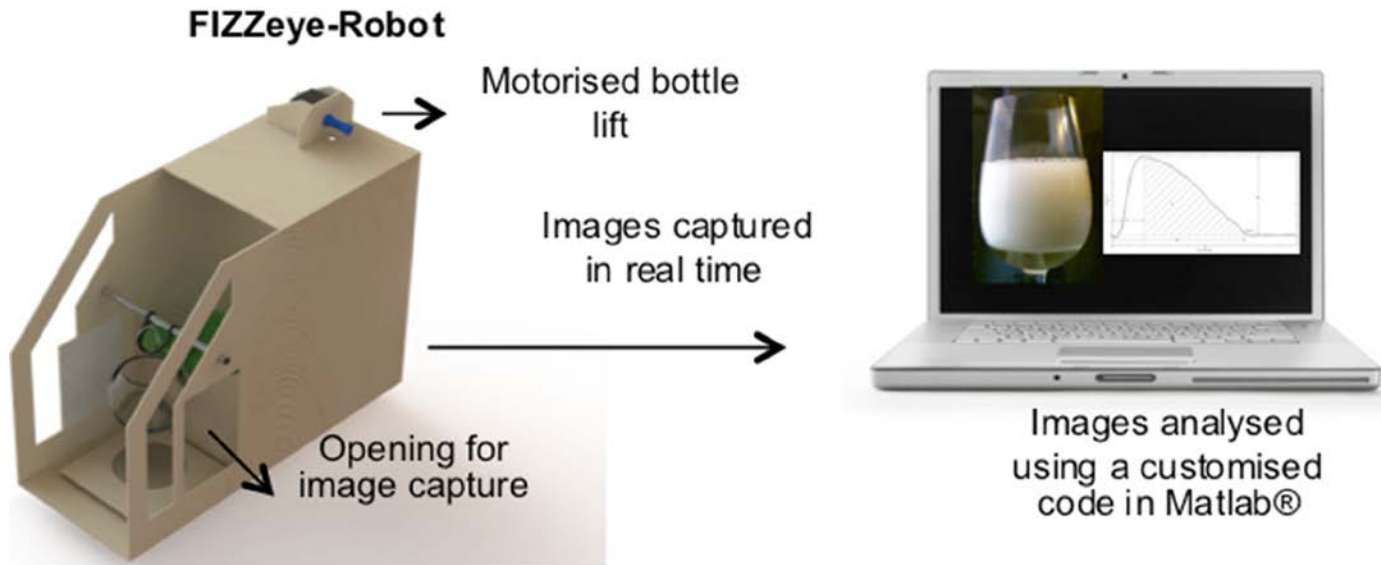 FIZZeye-Robot
Motorised bottle
lift
Images captured
in real time
Opening for
image capture
Images analysed
using a customised
code in Matlab®